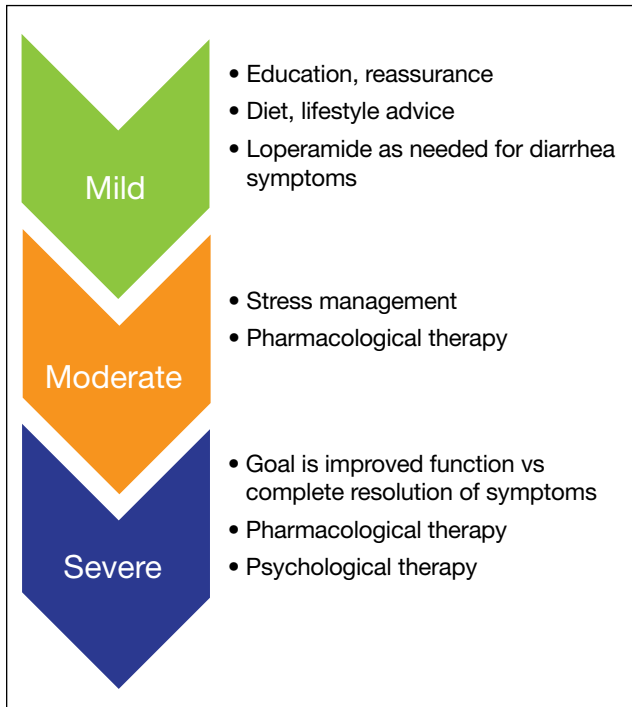 • Education, reassurance
• Diet, lifestyle advice
• Loperamide as needed for diarrhea
symptoms
Mild
• Stress management
• Pharmacological therapy
Moderate
• Goal is improved function vs
complete resolution of symptoms
• Pharmacological therapy
• Psychological therapy
Severe